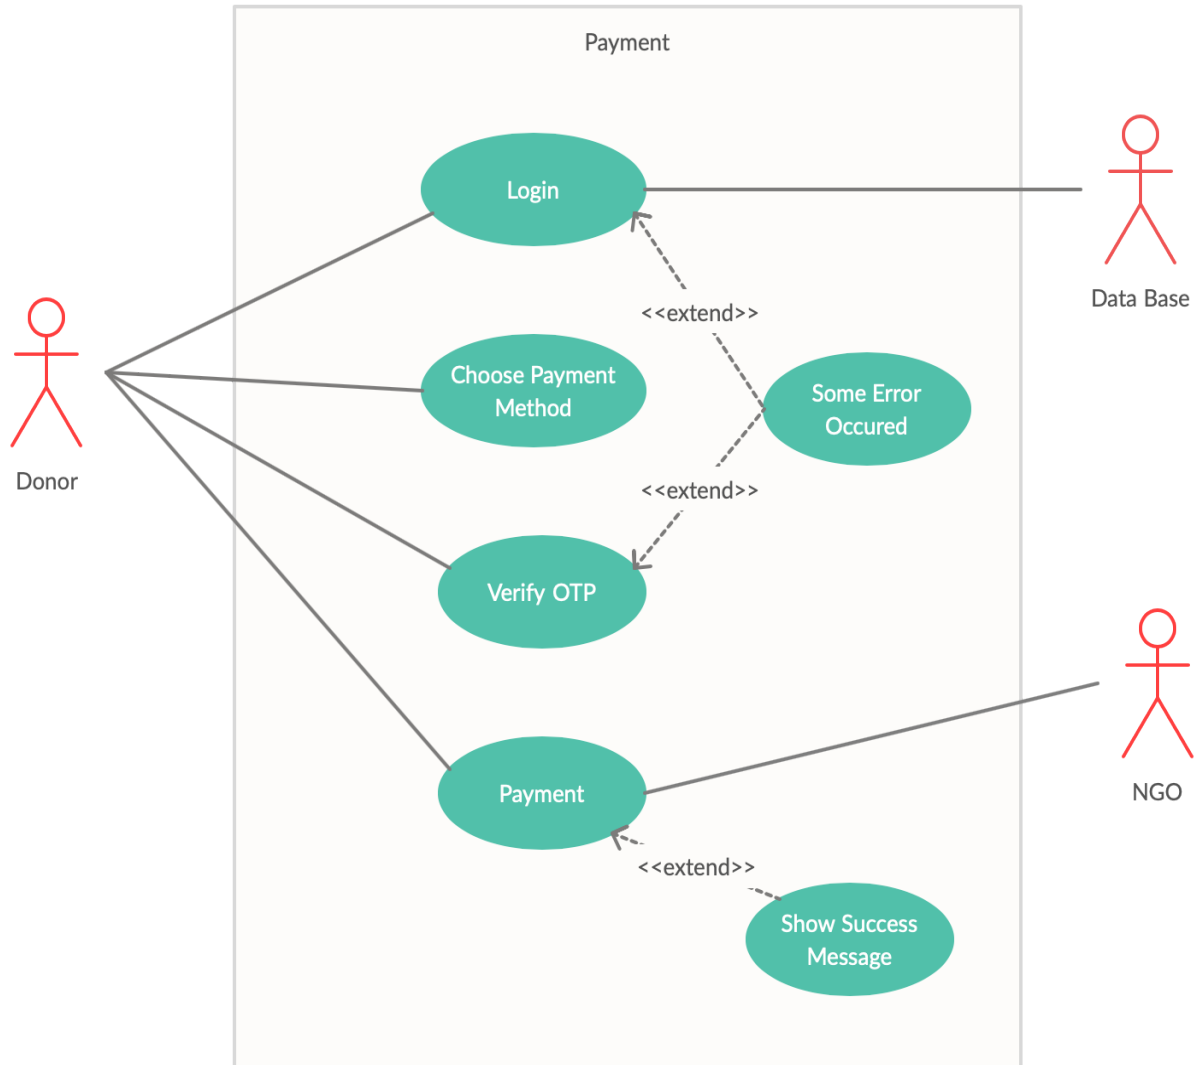 Payment
Login
Data Base
<<extend>>
Choose Payment
Method
Some Error
Occured
Donor
<<extend>>
Verify OTP
Payment
NGO
<<extend>>
Show Success
Message